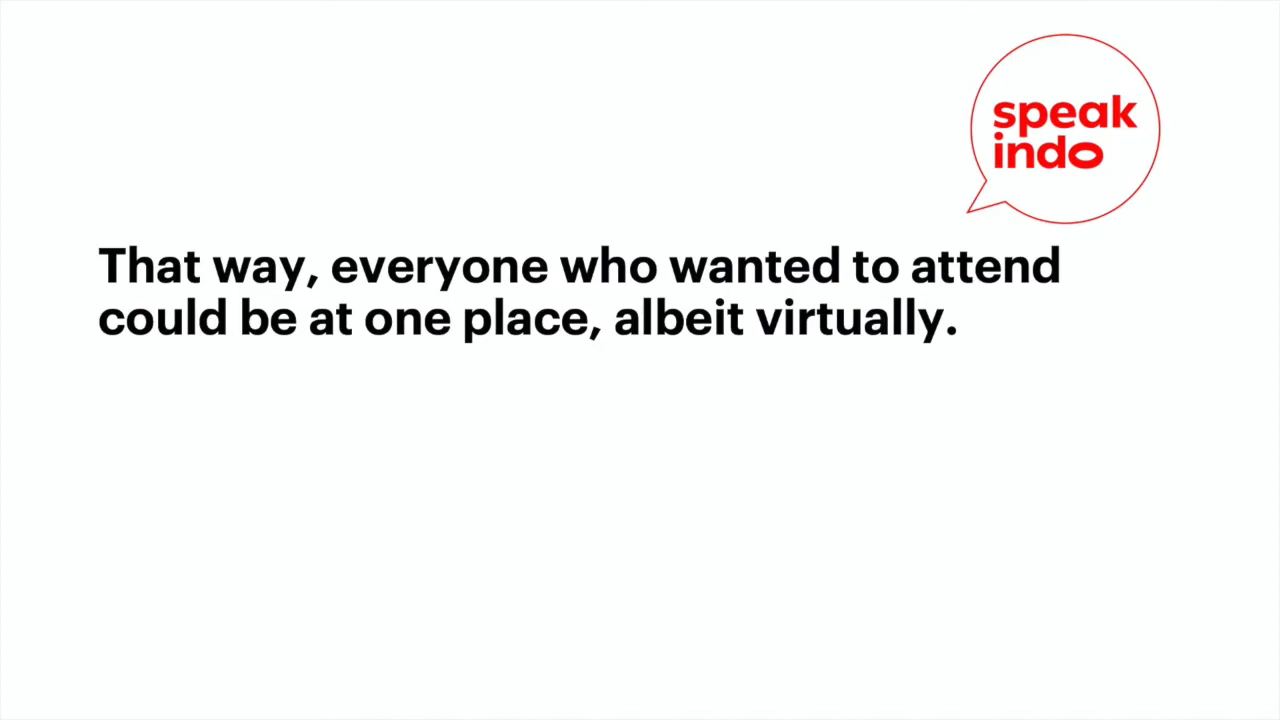 speak
indo
That way, everyone who wanted to attend
could be at one place, albeit virtually.